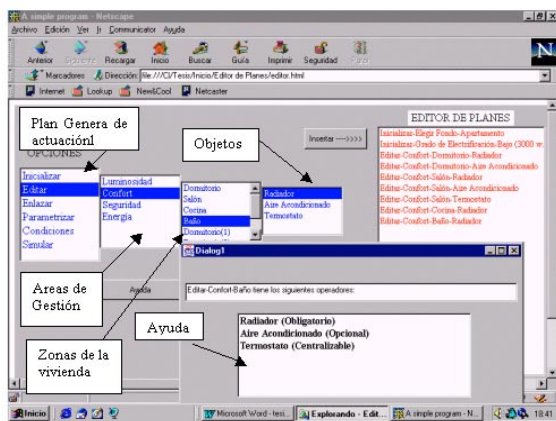 A simple program - Netscape
Archivo Edición Ver Ir Communicator Ayuda
Anterior Siguiente Recargar Inicio Buscar Guía Imprimir Seguridad Parar
Marcadores Dirección: file:///C|/Tesis/Inicio/Editor de Planes/editor.html
Internet Lookup New&Cool Netcaster
Plan Genera de
actuaciónl
OPCIONES
Objetos
Insertar ---->>>>
EDITOR DE PLANES
Inicializar
Editar
Enlazar
Parametrizar
Condiciones
Simular
Luminosidad
Confort
Seguridad
Energía
Dormitorio
Salón
Cocina
Baño
Dormitorio(1)
Radiador
Aire Acondicionado
Termostato
Inicializar-Elegir Fondo-Apartamento
Inicializar-Grado de Electrificación-Bajo (3000 w.
Editar-Confort-Dormitorio-Radiador
Editar-Confort-Dormitorio-Aire Acondicionado
Editar-Confort-Salón-Radiador
Editar-Confort-Salón-Aire Acondicionado
Editar-Confort-Salón-Termostato
Editar-Confort-Cocina-Radiador
Editar-Confort-Baño-Radiador
Areas de
Gestión
Ayuda
Zonas de la
vivienda
Dialog1
Editar-Confort-Baño tiene los siguientes operadores:
Ayuda
Radiador (Obligatorio)
Aire Acondicionado (Opcional)
Termostato (Centralizable)
Inicio
Microsoft Word - tesi...
Explorando - Edit...
A simple program - N...
18:41